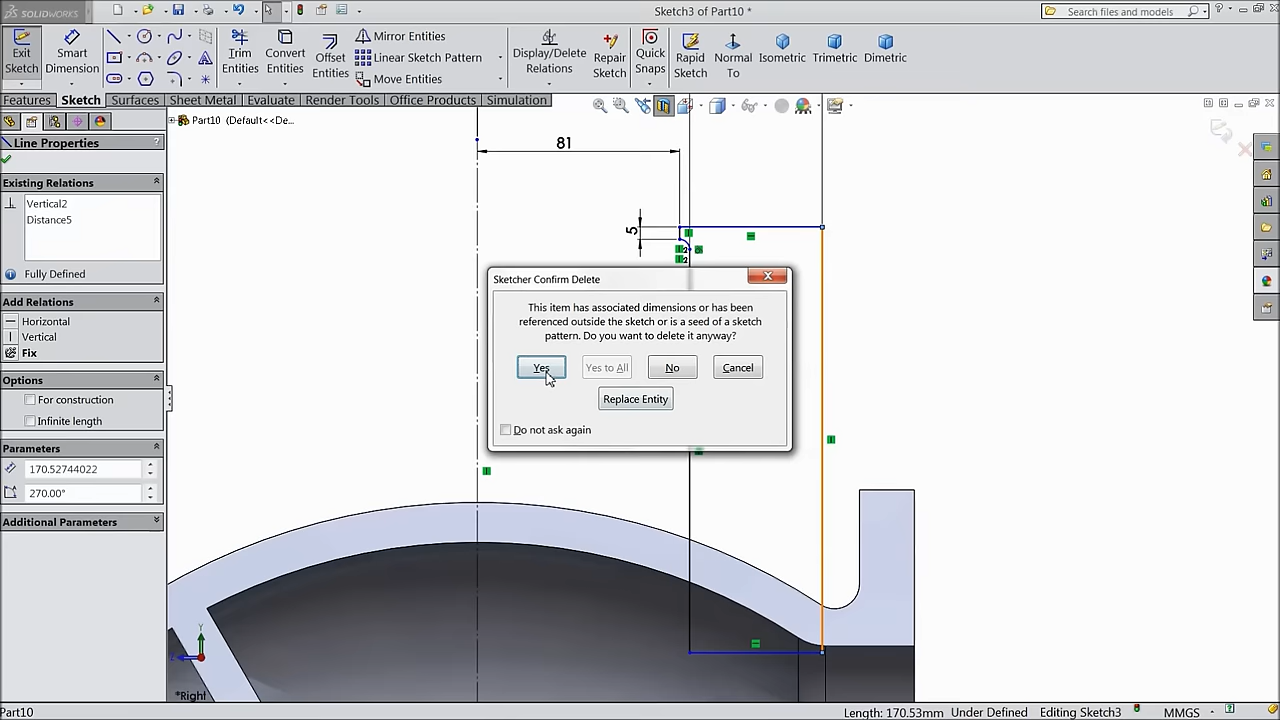 SOLIDWORKS
Sketch3 of Part10 *
Search files and models
Exit Sketch
Smart Dimension
Trim Entities
Convert Entities
Offset Entities
Mirror Entities
Linear Sketch Pattern
Move Entities
Display/Delete Relations
Repair Sketch
Quick Snaps
Rapid Sketch
Normal To
Isometric
Trimetric
Dimetric
Features
Sketch
Surfaces
Sheet Metal
Evaluate
Render Tools
Office Products
Simulation
Part10 (Default<<De...
Line Properties
?
Existing Relations
Vertical2
Distance5
Fully Defined
Add Relations
Horizontal
Vertical
Fix
Options
For construction
Infinite length
Parameters
170.52744022
270.00°
Additional Parameters
81
5
2
2
Sketcher Confirm Delete
This item has associated dimensions or has been
referenced outside the sketch or is a seed of a sketch
pattern. Do you want to delete it anyway?
Yes
Yes to All
No
Cancel
Replace Entity
Do not ask again
Y
Z
*Right
Part10
Length: 170.53mm
Under Defined
Editing Sketch3
MMGS